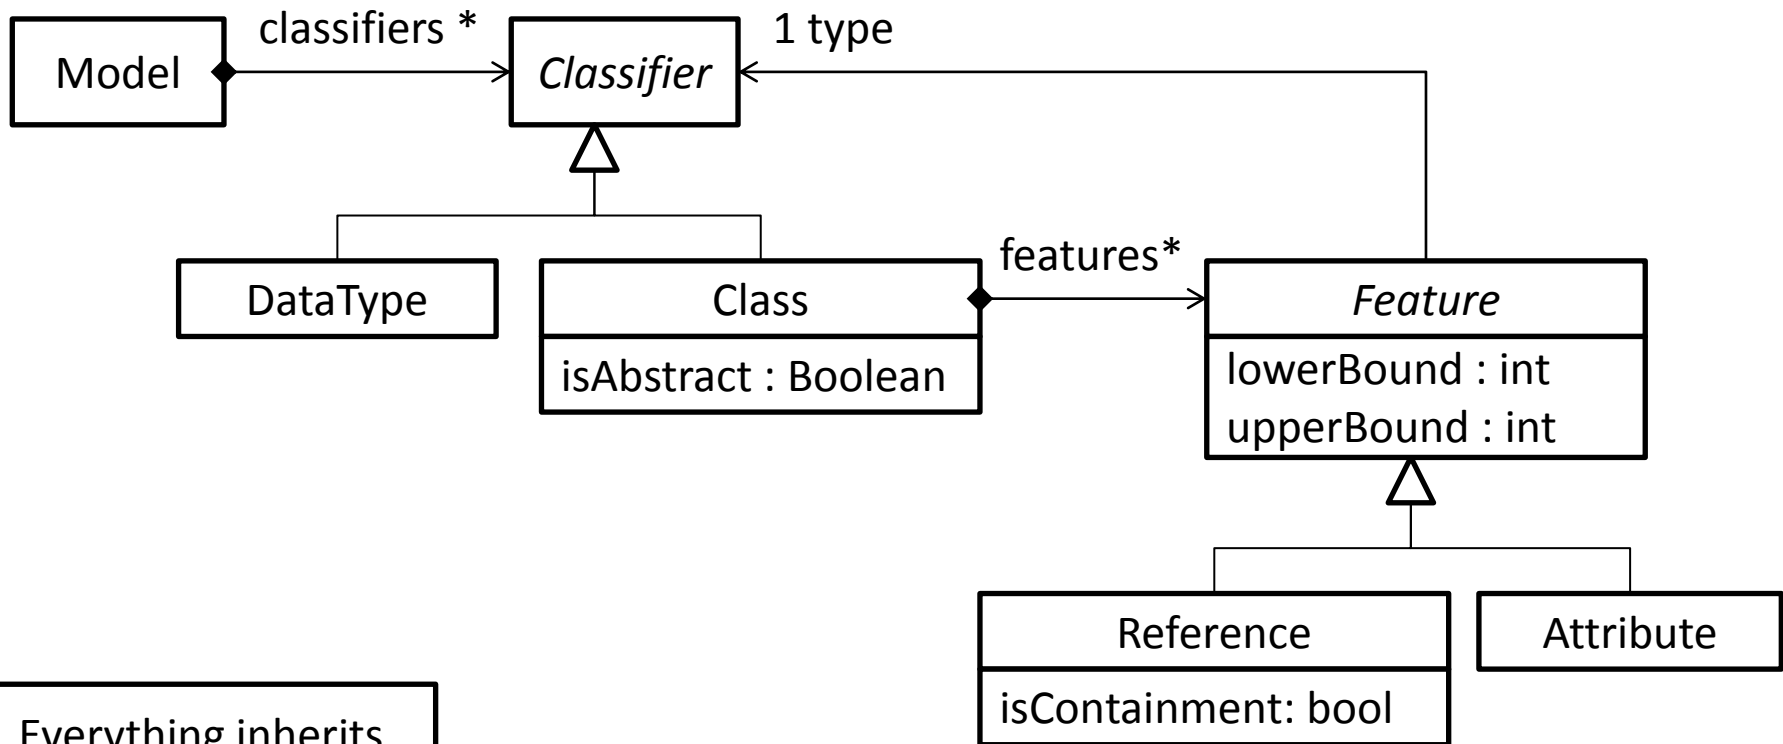 classifiers *
1 type
Model
Classifier
features*
DataType
Class
Feature
isAbstract : Boolean
lowerBound : int
upperBound : int
Reference
Attribute
isContainment: bool
Everything inherits